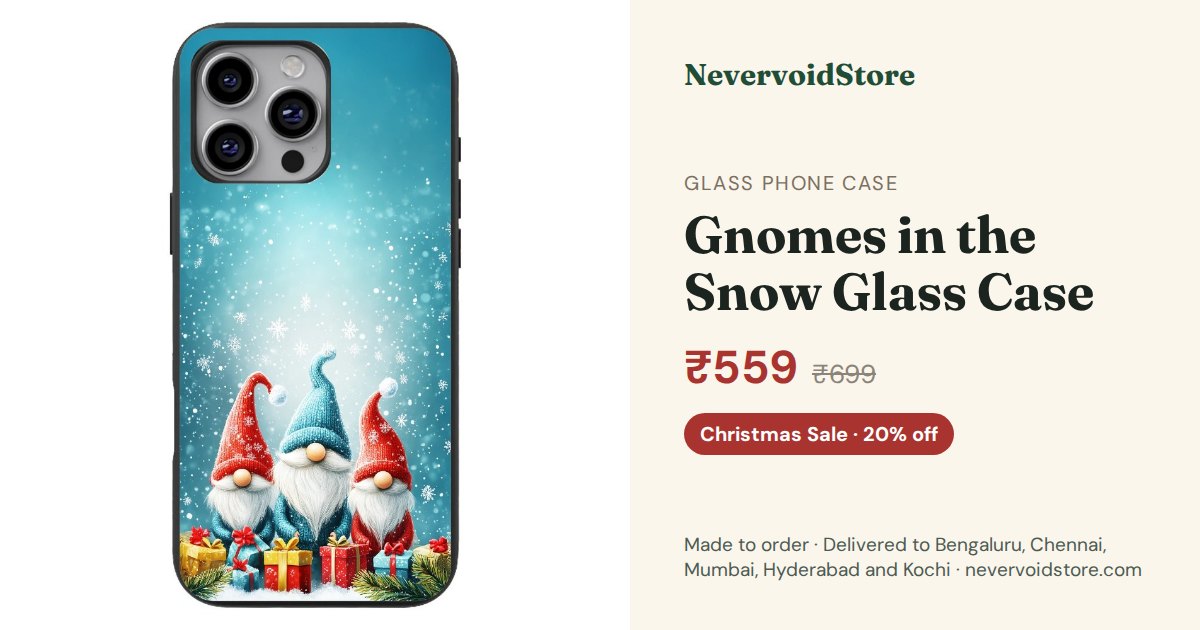 NevervoidStore
GLASS PHONE CASE
Gnomes in the
Snow Glass Case
₹559 ₹699
Christmas Sale · 20% off
Made to order · Delivered to Bengaluru, Chennai,
Mumbai, Hyderabad and Kochi · nevervoidstore.com